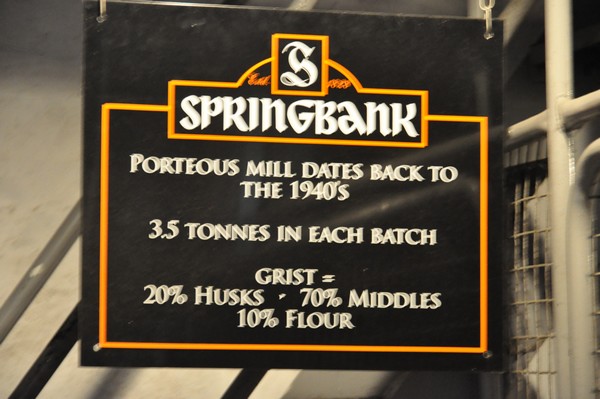 S
Estd. 1828
SPRINGBANK
PORTEOUS MILL DATES BACK TO
THE 1940'S
3.5 TONNES IN EACH BATCH
GRIST =
20% HUSKS · 70% MIDDLES
10% FLOUR